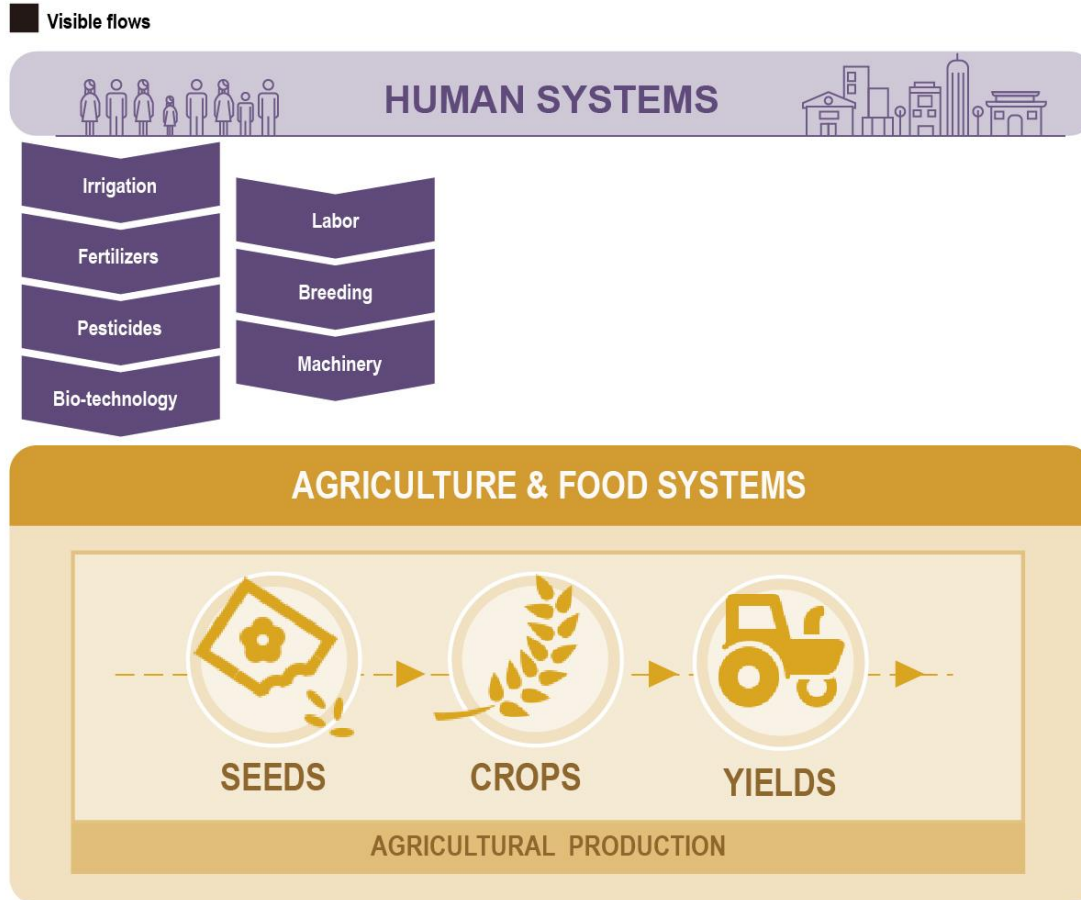 Visible flows
HUMAN SYSTEMS
Irrigation
Fertilizers
Pesticides
Bio-technology
Labor
Breeding
Machinery
AGRICULTURE & FOOD SYSTEMS
SEEDS
CROPS
YIELDS
AGRICULTURAL PRODUCTION